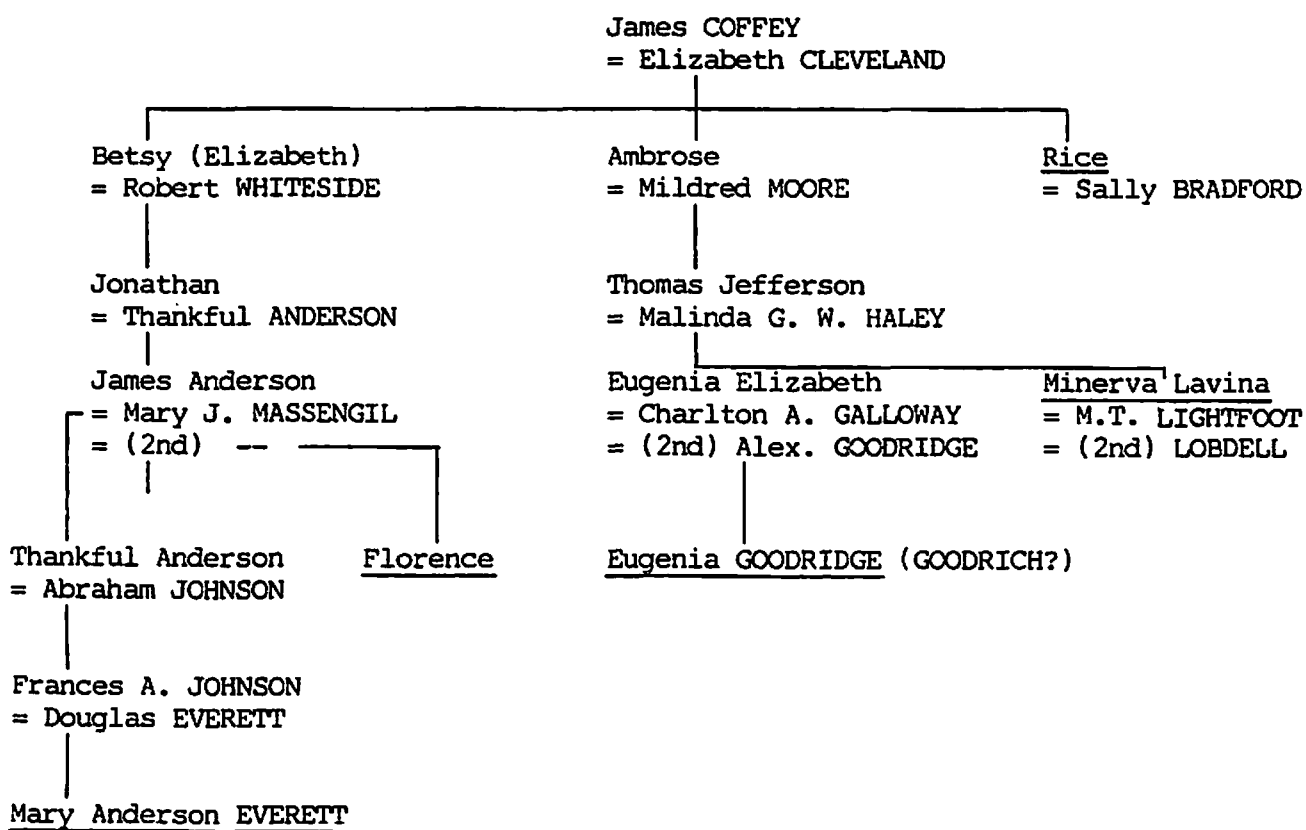 James COFFEY
= Elizabeth CLEVELAND
Betsy (Elizabeth)
= Robert WHITESIDE
Ambrose
= Mildred MOORE
Rice
= Sally BRADFORD
Jonathan
= Thankful ANDERSON
Thomas Jefferson
= Malinda G. W. HALEY
James Anderson
= Mary J. MASSENGIL
= (2nd) --
Eugenia Elizabeth
= Charlton A. GALLOWAY
= (2nd) Alex. GOODRIDGE
Minerva Lavina
= M.T. LIGHTFOOT
= (2nd) LOBDELL
Thankful Anderson
= Abraham JOHNSON
Florence
Eugenia GOODRIDGE (GOODRICH?)
Frances A. JOHNSON
= Douglas EVERETT
Mary Anderson EVERETT